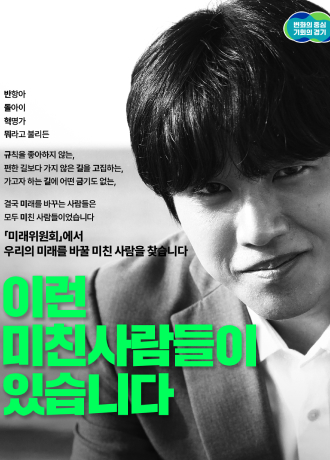 변화의 중심
기회의 경기
반항아
돌아이
혁명가
뭐라고 불리든
규칙을 좋아하지 않는,
편한 길보다 가지 않은 길을 고집하는,
가고자 하는 길에 어떤 금기도 없는,
결국 미래를 바꾸는 사람들은
모두 미친 사람들이었습니다
「미래위원회」에서
우리의 미래를 바꿀 미친 사람을 찾습니다
이런
미친사람들이
있습니다